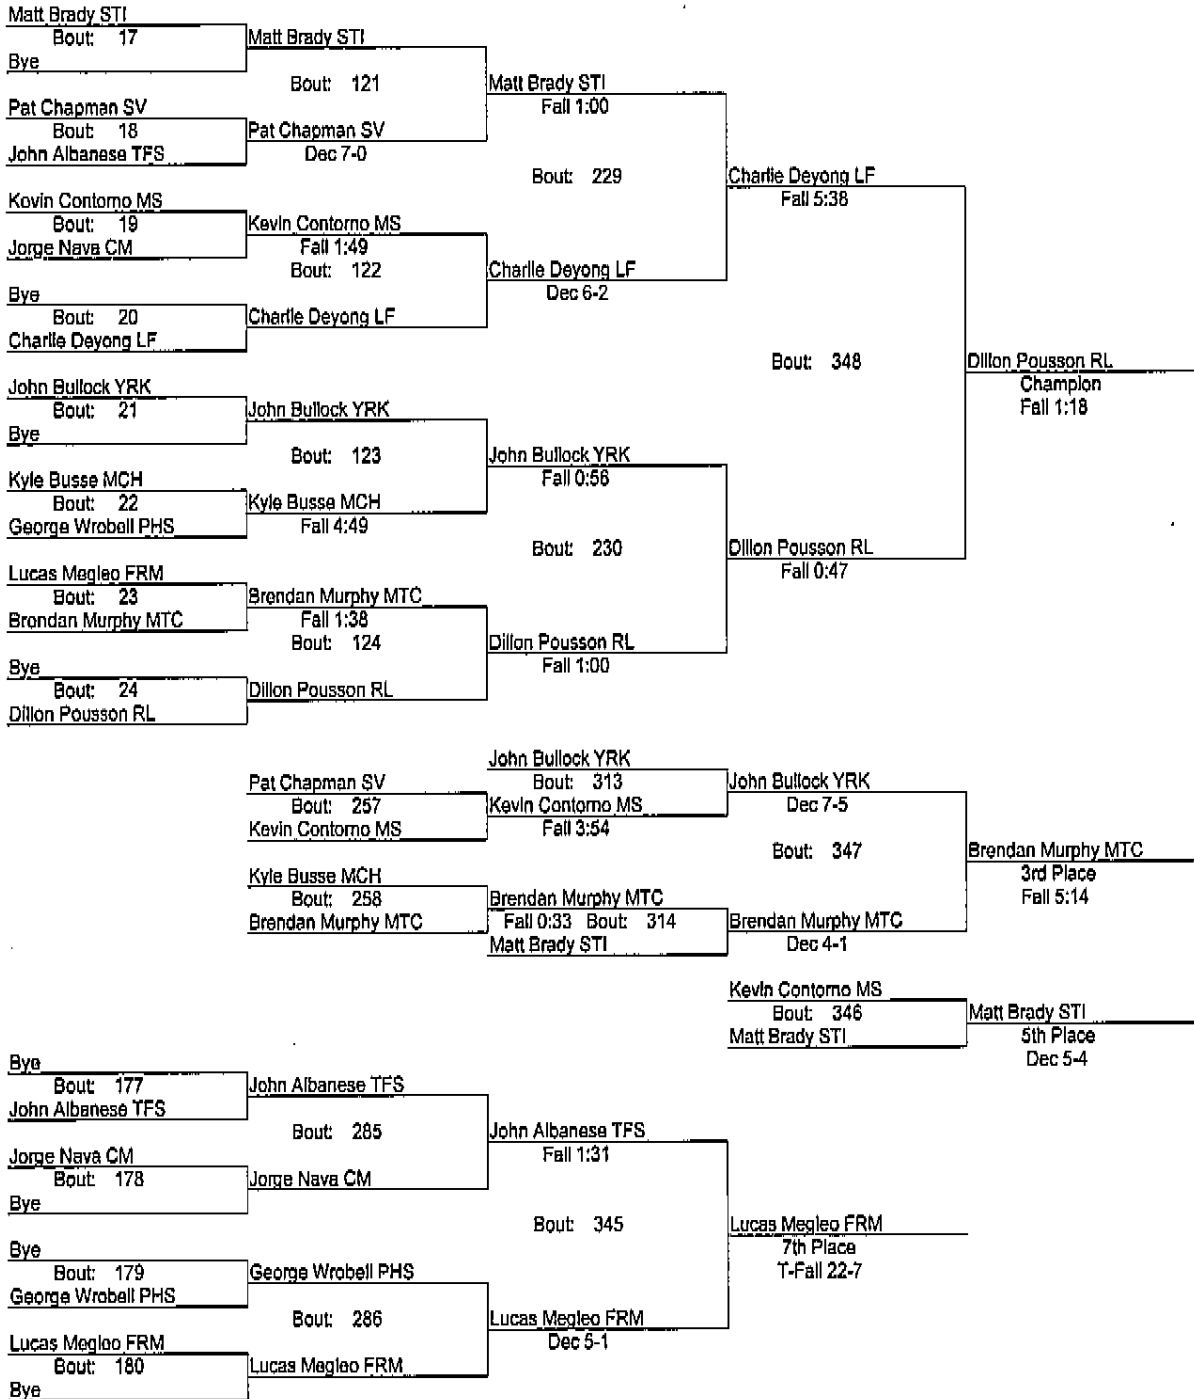 Matt Brady STI
Bout: 17
Bye
Matt Brady STI
Bout: 121
Pat Chapman SV
Bout: 18
John Albanese TFS
Pat Chapman SV
Dec 7-0
Matt Brady STI
Fall 1:00
Bout: 229
Kovin Contorno MS
Bout: 19
Jorge Nava CM
Kevin Contorno MS
Fall 1:49
Bout: 122
Bye
Bout: 20
Charlie Deyong LF
Charlie Deyong LF
Charlie Deyong LF
Dec 6-2
Charlie Deyong LF
Fall 5:38
Bout: 348
Dillon Pousson RL
Champion
Fall 1:18
John Bullock YRK
Bout: 21
Bye
John Bullock YRK
Bout: 123
Kyle Busse MCH
Bout: 22
George Wrobell PHS
Kyle Busse MCH
Fall 4:49
John Bullock YRK
Fall 0:56
Bout: 230
Dillon Pousson RL
Fall 0:47
Lucas Megleo FRM
Bout: 23
Brendan Murphy MTC
Brendan Murphy MTC
Fall 1:38
Bout: 124
Bye
Bout: 24
Dillon Pousson RL
Dillon Pousson RL
Dillon Pousson RL
Fall 1:00
Pat Chapman SV
Bout: 257
Kevin Contorno MS
John Bullock YRK
Bout: 313
Kevin Contorno MS
Fall 3:54
John Bullock YRK
Dec 7-5
Bout: 347
Brendan Murphy MTC
3rd Place
Fall 5:14
Kyle Busse MCH
Bout: 258
Brendan Murphy MTC
Brendan Murphy MTC
Fall 0:33 Bout: 314
Matt Brady STI
Brendan Murphy MTC
Dec 4-1
Kevin Contorno MS
Bout: 346
Matt Brady STI
Matt Brady STI
5th Place
Dec 5-4
Bye
Bout: 177
John Albanese TFS
John Albanese TFS
Bout: 285
Jorge Nava CM
Bout: 178
Bye
Jorge Nava CM
John Albanese TFS
Fall 1:31
Bout: 345
Lucas Megleo FRM
7th Place
T-Fall 22-7
Bye
Bout: 179
George Wrobell PHS
George Wrobell PHS
Bout: 286
Lucas Megleo FRM
Bout: 180
Bye
Lucas Megleo FRM
Lucas Megleo FRM
Dec 5-1